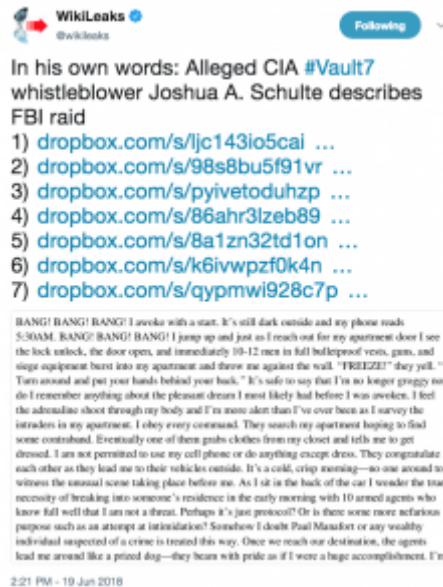 WikiLeaks
@wikileaks
Following
In his own words: Alleged CIA #Vault7
whistleblower Joshua A. Schulte describes
FBI raid
1) dropbox.com/s/ljc143io5cai ...
2) dropbox.com/s/98s8bu5f91vr ...
3) dropbox.com/s/pyivetoduhzp ...
4) dropbox.com/s/86ahr3lzeb89 ...
5) dropbox.com/s/8a1zn32td1on ...
6) dropbox.com/s/k6ivwpzf0k4n ...
7) dropbox.com/s/qypmwi928c7p ...
BANG! BANG! BANG! I awoke with a start. It's still dark outside and my phone reads
5:30AM. BANG! BANG! BANG! I jump up and just as I reach out for my apartment door I see
the lock unlock, the door open, and immediately 10-12 men in full bulletproof vests, guns, and
siege equipment burst into my apartment and throw me against the wall. "FREEZE!" they yell. "
Turn around and put your hands behind your back." It's safe to say that I'm no longer groggy no
do I remember anything about the pleasant dream I most likely had before I was awoken. I feel
the adrenaline shoot through my body and I'm more alert than I've ever been as I survey the
intruders in my apartment. I obey every command. They search my apartment hoping to find
some contraband. Eventually one of them grabs clothes from my closet and tells me to get
dressed. I am not permitted to use my cell phone or do anything except dress. They congratulate
each other as they lead me to their vehicles outside. It's a cold, crisp morning—no one around to
witness the unusual scene taking place before me. As I sit in the back of the car I wonder the true
necessity of breaking into someone's residence in the early morning with 10 armed agents who
know full well that I am not a threat. Perhaps it's just protocol? Or is there some more nefarious
purpose such as an attempt at intimidation? Somehow I doubt Paul Manafort or any wealthy
individual suspected of a crime is treated this way. Once we reach our destination, the agents
lead me around like a prized dog—they beam with pride as if I were a huge accomplishment. I'm
2:21 PM - 19 Jun 2018